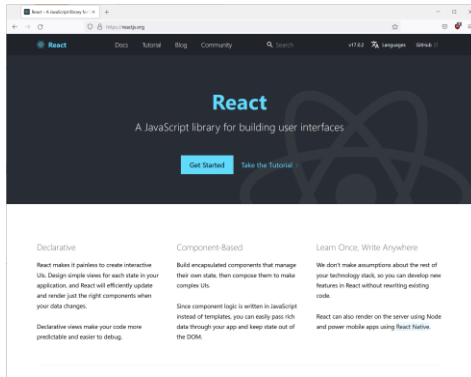 React - A JavaScript library for
https://reactjs.org
React Docs Tutorial Blog Community Search v17.0.2 Languages GitHub
React
A JavaScript library for building user interfaces
Get Started Take the Tutorial
Declarative
React makes it painless to create interactive
UIs. Design simple views for each state in your
application, and React will efficiently update
and render just the right components when
your data changes.
Declarative views make your code more
predictable and easier to debug.
Component-Based
Build encapsulated components that manage
their own state, then compose them to make
complex UIs.
Since component logic is written in JavaScript
instead of templates, you can easily pass rich
data through your app and keep state out of
the DOM.
Learn Once, Write Anywhere
We don't make assumptions about the rest of
your technology stack, so you can develop new
features in React without rewriting existing
code.
React can also render on the server using Node
and power mobile apps using React Native.